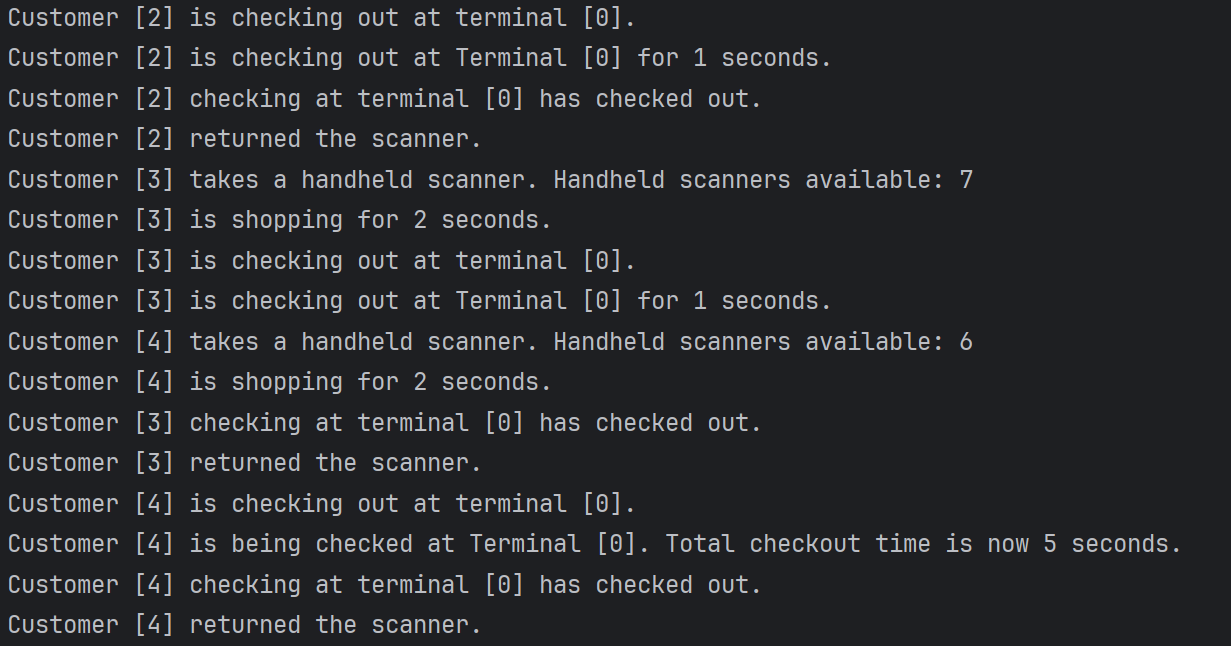 Customer [2] is checking out at terminal [0].
Customer [2] is checking out at Terminal [0] for 1 seconds.
Customer [2] checking at terminal [0] has checked out.
Customer [2] returned the scanner.
Customer [3] takes a handheld scanner. Handheld scanners available: 7
Customer [3] is shopping for 2 seconds.
Customer [3] is checking out at terminal [0].
Customer [3] is checking out at Terminal [0] for 1 seconds.
Customer [4] takes a handheld scanner. Handheld scanners available: 6
Customer [4] is shopping for 2 seconds.
Customer [3] checking at terminal [0] has checked out.
Customer [3] returned the scanner.
Customer [4] is checking out at terminal [0].
Customer [4] is being checked at Terminal [0]. Total checkout time is now 5 seconds.
Customer [4] checking at terminal [0] has checked out.
Customer [4] returned the scanner.